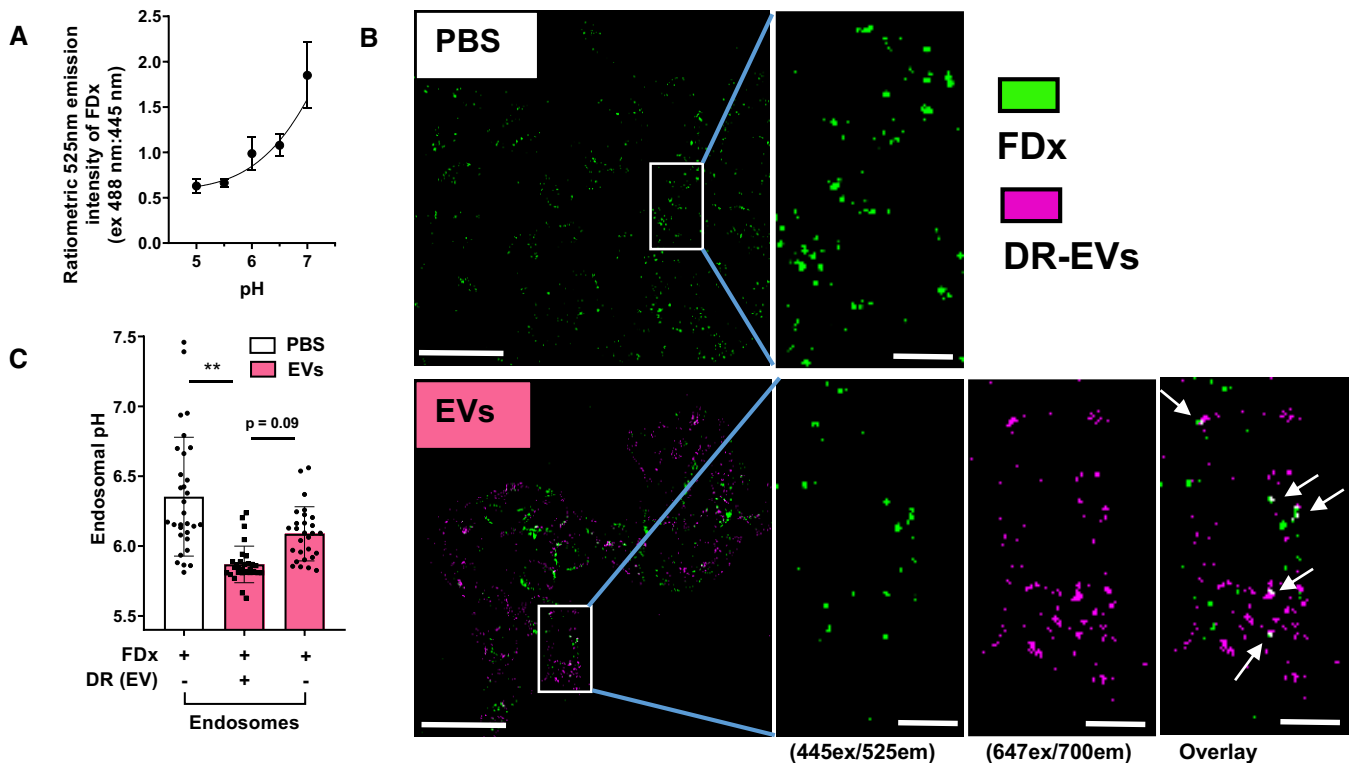 A
Ratiometric 525nm emission
intensity of FDx
(ex 488 nm:445 nm)
2.5
2.0
1.5
1.0
0.5
0.0
5 6 7
pH
B
PBS
FDx
DR-EVs
EVs
(445ex/525em) (647ex/700em) Overlay
C
Endosomal pH
7.5
7.0
6.5
6.0
5.5
PBS
EVs
**
p = 0.09
FDx + + +
DR (EV) - + -
Endosomes